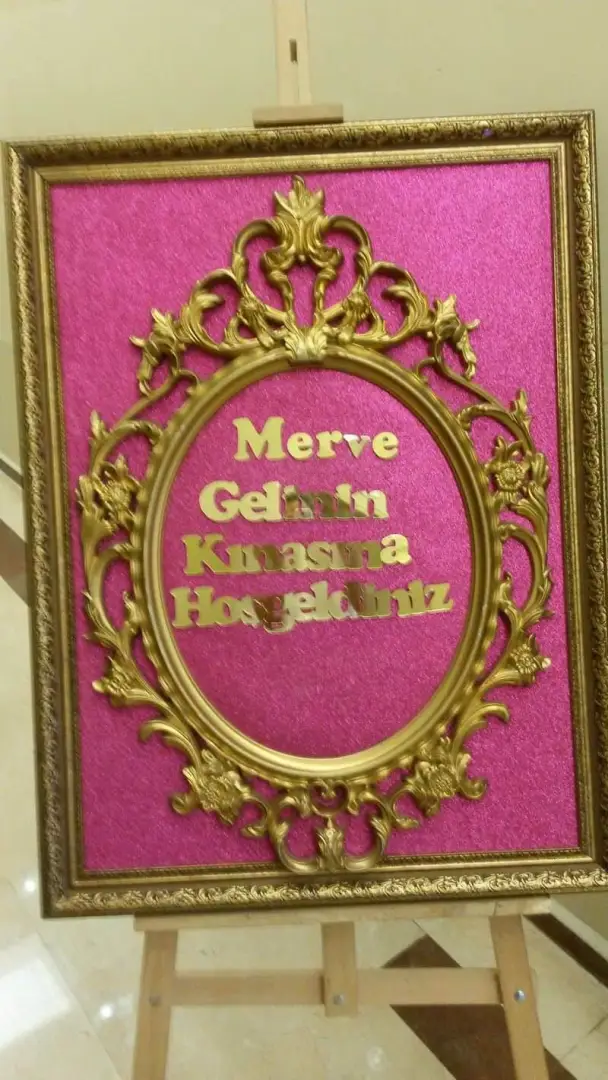 Merve
Gelinin
Kınasına
Hoşgeldiniz